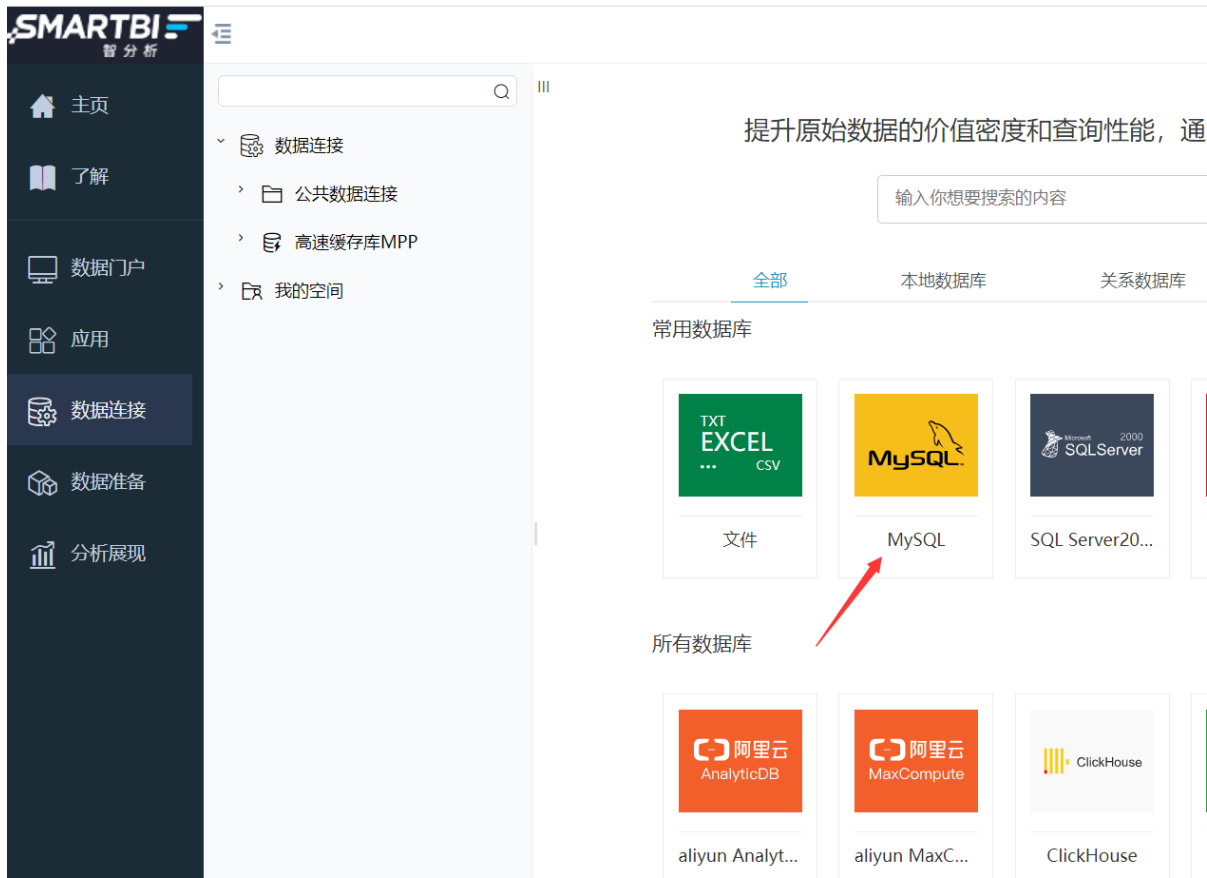 SMARTBI
智分析
主页
了解
数据门户
应用
数据连接
数据准备
分析展现
数据连接
公共数据连接
高速缓存库MPP
我的空间
提升原始数据的价值密度和查询性能，通
输入你想要搜索的内容
全部 本地数据库 关系数据库
常用数据库
TXT
EXCEL
... CSV
文件
MySQL
MySQL
Microsoft 2000
SQLServer
SQL Server20...
所有数据库
阿里云
AnalyticDB
aliyun Analyt...
阿里云
MaxCompute
aliyun MaxC...
ClickHouse
ClickHouse